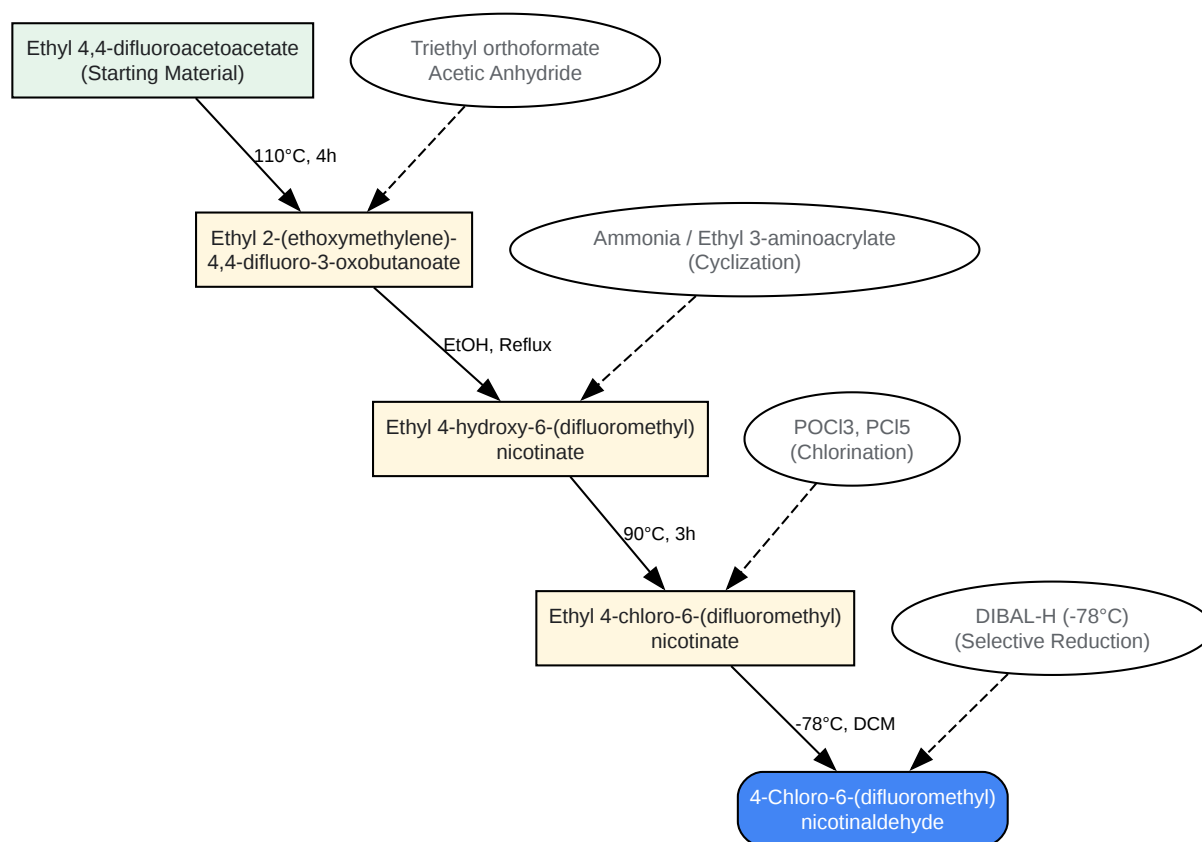 Ethyl 4,4-difluoroacetoacetate
(Starting Material)
Triethyl orthoformate
Acetic Anhydride
110°C, 4h
Ethyl 2-(ethoxymethylene)-
4,4-difluoro-3-oxobutanoate
Ammonia / Ethyl 3-aminoacrylate
(Cyclization)
EtOH, Reflux
Ethyl 4-hydroxy-6-(difluoromethyl)
nicotinate
POCl3, PCl5
(Chlorination)
90°C, 3h
Ethyl 4-chloro-6-(difluoromethyl)
nicotinate
DIBAL-H (-78°C)
(Selective Reduction)
-78°C, DCM
4-Chloro-6-(difluoromethyl)
nicotinaldehyde